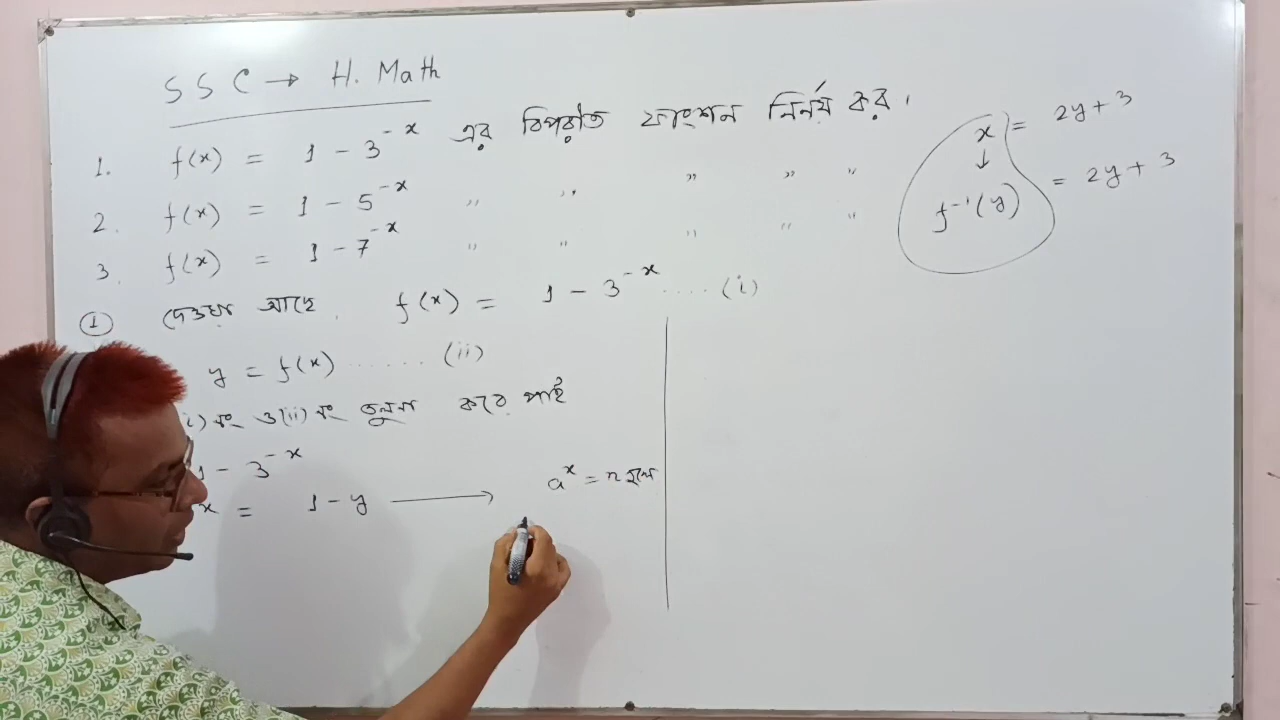 SSC → H. Math
1. f(x) = 1 - 3^{-x} এর বিপরীত ফাংশন নির্নয় কর।
2. f(x) = 1 - 5^{-x} " " " " "
3. f(x) = 1 - 7^{-x} " " " " "
① দেওয়া আছে, f(x) = 1 - 3^{-x} .... (i)
y = f(x) ...... (ii)
i) নং ও (ii) নং তুলনা করে পাই
1 - 3^{-x}
x = 1 - y ⟶ a^x = n হলে
x = 2y + 3
↓
f^{-1}(y) = 2y + 3